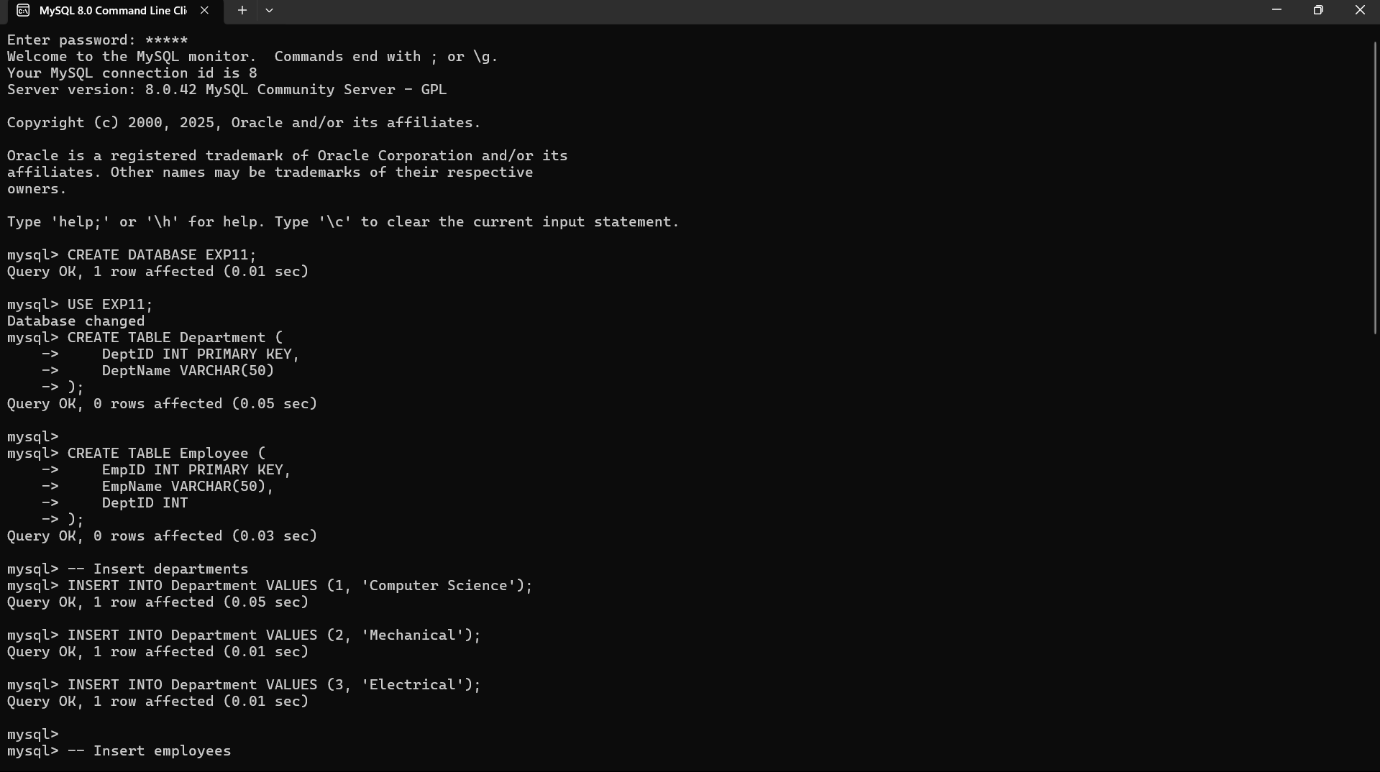 MySQL 8.0 Command Line Cli
Enter password: *****
Welcome to the MySQL monitor.  Commands end with ; or \g.
Your MySQL connection id is 8
Server version: 8.0.42 MySQL Community Server - GPL
Copyright (c) 2000, 2025, Oracle and/or its affiliates.
Oracle is a registered trademark of Oracle Corporation and/or its
affiliates. Other names may be trademarks of their respective
owners.
Type 'help;' or '\h' for help. Type '\c' to clear the current input statement.
mysql> CREATE DATABASE EXP11;
Query OK, 1 row affected (0.01 sec)
mysql> USE EXP11;
Database changed
mysql> CREATE TABLE Department (
    ->     DeptID INT PRIMARY KEY,
    ->     DeptName VARCHAR(50)
    -> );
Query OK, 0 rows affected (0.05 sec)
mysql>
mysql> CREATE TABLE Employee (
    ->     EmpID INT PRIMARY KEY,
    ->     EmpName VARCHAR(50),
    ->     DeptID INT
    -> );
Query OK, 0 rows affected (0.03 sec)
mysql> -- Insert departments
mysql> INSERT INTO Department VALUES (1, 'Computer Science');
Query OK, 1 row affected (0.05 sec)
mysql> INSERT INTO Department VALUES (2, 'Mechanical');
Query OK, 1 row affected (0.01 sec)
mysql> INSERT INTO Department VALUES (3, 'Electrical');
Query OK, 1 row affected (0.01 sec)
mysql>
mysql> -- Insert employees